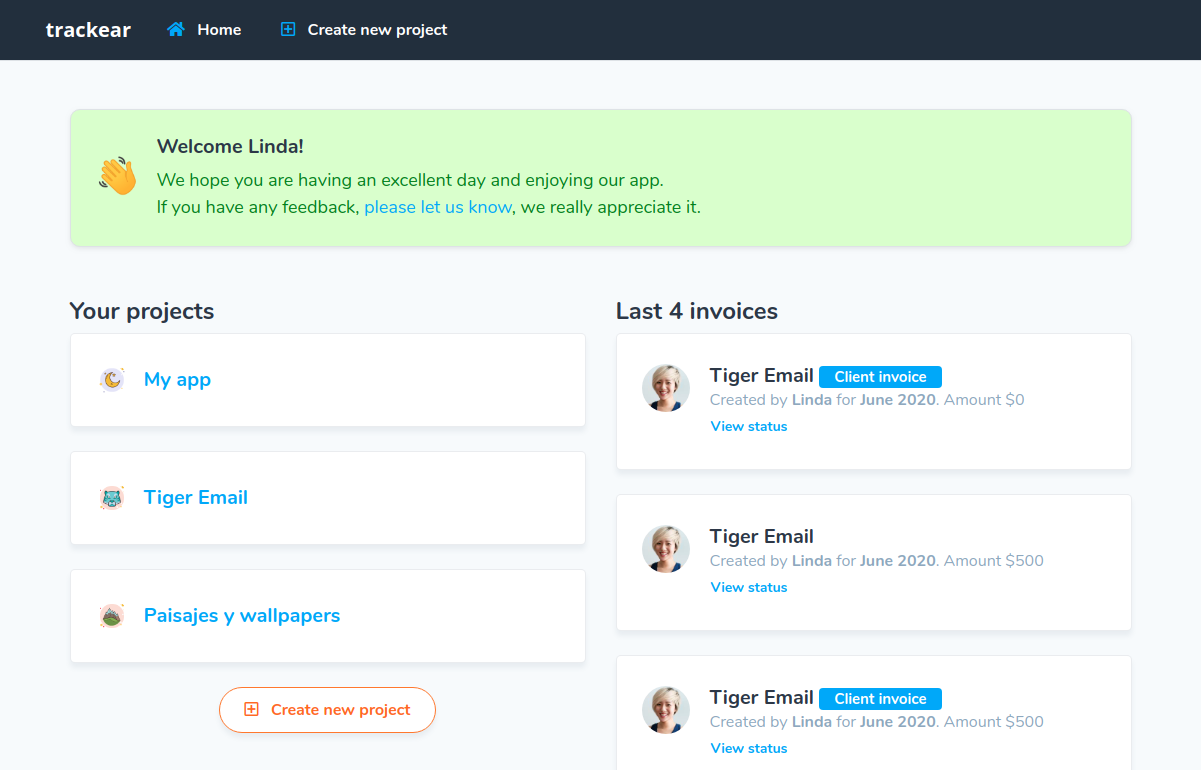 trackear
Home
Create new project
Welcome Linda!
We hope you are having an excellent day and enjoying our app.
If you have any feedback, please let us know, we really appreciate it.
Your projects
My app
Tiger Email
Paisajes y wallpapers
Create new project
Last 4 invoices
Tiger Email Client invoice
Created by Linda for June 2020. Amount $0
View status
Tiger Email
Created by Linda for June 2020. Amount $500
View status
Tiger Email Client invoice
Created by Linda for June 2020. Amount $500
View status